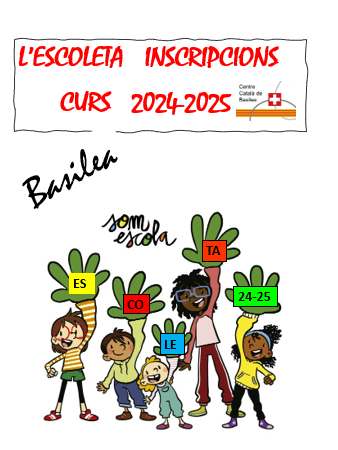 L'ESCOLETA INSCRIPCIONS
CURS 2024-2025
Centre
Català de
Basilea
Basilea
som
escola
TA
ES
24-25
CO
LE